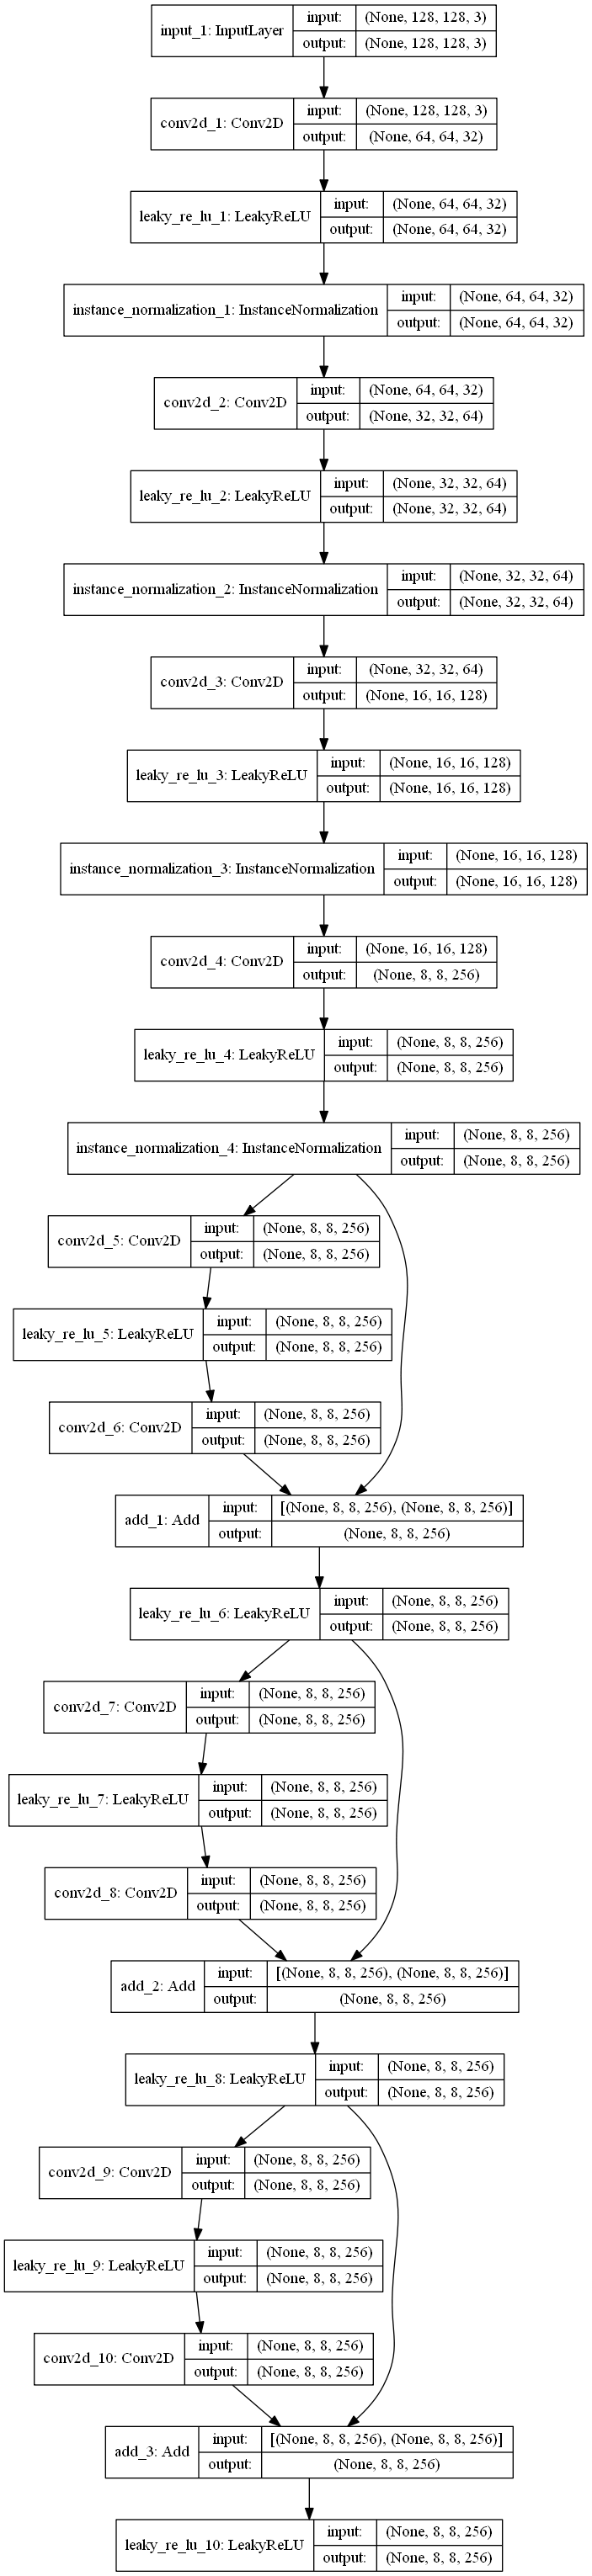 input_1: InputLayer
input: (None, 128, 128, 3)
output: (None, 128, 128, 3)
conv2d_1: Conv2D
input: (None, 128, 128, 3)
output: (None, 64, 64, 32)
leaky_re_lu_1: LeakyReLU
input: (None, 64, 64, 32)
output: (None, 64, 64, 32)
instance_normalization_1: InstanceNormalization
input: (None, 64, 64, 32)
output: (None, 64, 64, 32)
conv2d_2: Conv2D
input: (None, 64, 64, 32)
output: (None, 32, 32, 64)
leaky_re_lu_2: LeakyReLU
input: (None, 32, 32, 64)
output: (None, 32, 32, 64)
instance_normalization_2: InstanceNormalization
input: (None, 32, 32, 64)
output: (None, 32, 32, 64)
conv2d_3: Conv2D
input: (None, 32, 32, 64)
output: (None, 16, 16, 128)
leaky_re_lu_3: LeakyReLU
input: (None, 16, 16, 128)
output: (None, 16, 16, 128)
instance_normalization_3: InstanceNormalization
input: (None, 16, 16, 128)
output: (None, 16, 16, 128)
conv2d_4: Conv2D
input: (None, 16, 16, 128)
output: (None, 8, 8, 256)
leaky_re_lu_4: LeakyReLU
input: (None, 8, 8, 256)
output: (None, 8, 8, 256)
instance_normalization_4: InstanceNormalization
input: (None, 8, 8, 256)
output: (None, 8, 8, 256)
conv2d_5: Conv2D
input: (None, 8, 8, 256)
output: (None, 8, 8, 256)
leaky_re_lu_5: LeakyReLU
input: (None, 8, 8, 256)
output: (None, 8, 8, 256)
conv2d_6: Conv2D
input: (None, 8, 8, 256)
output: (None, 8, 8, 256)
add_1: Add
input: [(None, 8, 8, 256), (None, 8, 8, 256)]
output: (None, 8, 8, 256)
leaky_re_lu_6: LeakyReLU
input: (None, 8, 8, 256)
output: (None, 8, 8, 256)
conv2d_7: Conv2D
input: (None, 8, 8, 256)
output: (None, 8, 8, 256)
leaky_re_lu_7: LeakyReLU
input: (None, 8, 8, 256)
output: (None, 8, 8, 256)
conv2d_8: Conv2D
input: (None, 8, 8, 256)
output: (None, 8, 8, 256)
add_2: Add
input: [(None, 8, 8, 256), (None, 8, 8, 256)]
output: (None, 8, 8, 256)
leaky_re_lu_8: LeakyReLU
input: (None, 8, 8, 256)
output: (None, 8, 8, 256)
conv2d_9: Conv2D
input: (None, 8, 8, 256)
output: (None, 8, 8, 256)
leaky_re_lu_9: LeakyReLU
input: (None, 8, 8, 256)
output: (None, 8, 8, 256)
conv2d_10: Conv2D
input: (None, 8, 8, 256)
output: (None, 8, 8, 256)
add_3: Add
input: [(None, 8, 8, 256), (None, 8, 8, 256)]
output: (None, 8, 8, 256)
leaky_re_lu_10: LeakyReLU
input: (None, 8, 8, 256)
output: (None, 8, 8, 256)